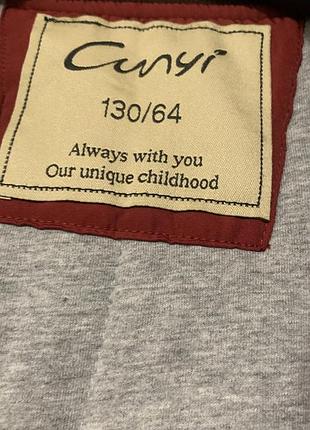 Cunyi
130/64
Always with you
Our unique childhood